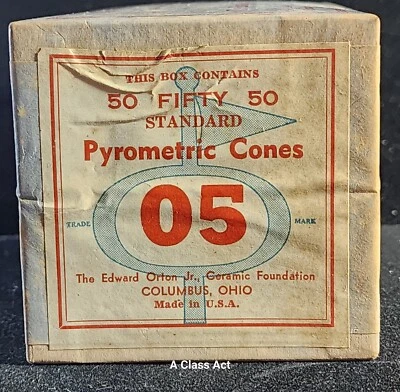 THIS BOX CONTAINS
50 FIFTY 50
STANDARD
Pyrometric Cones
TRADE 05 MARK
The Edward Orton Jr., Ceramic Foundation
COLUMBUS, OHIO
Made in U.S.A.
A Class Act